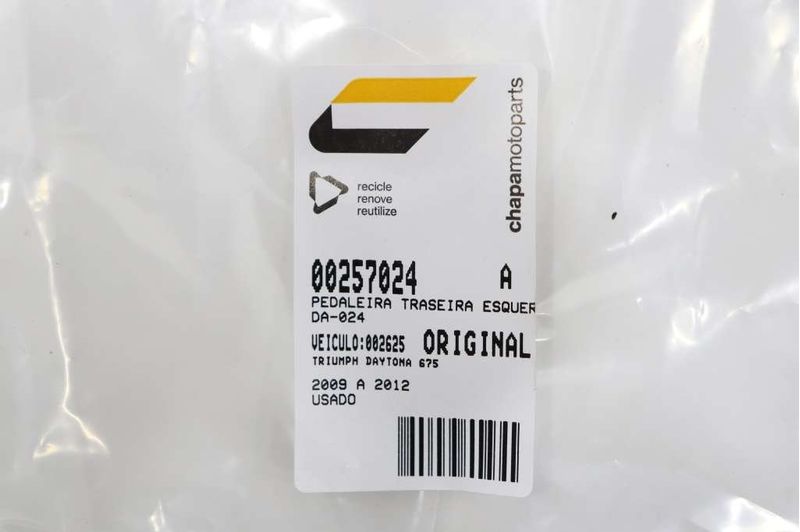 chapamotoparts
recicle
renove
reutilize
00257024 A
PEDALEIRA TRASEIRA ESQUER
DA-024
VEICULO:002625 ORIGINAL
TRIUMPH DAYTONA 675
2009 A 2012
USADO